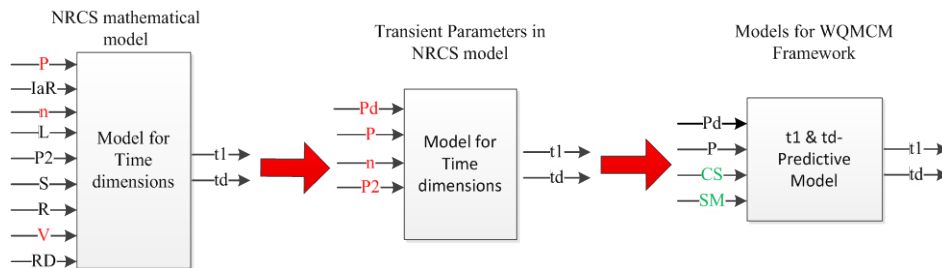 NRCS mathematical
model
P
IaR
n
L
P2
S
R
V
RD
Model for
Time
dimensions
t1
td
Transient Parameters in
NRCS model
Pd
P
n
P2
Model for
Time
dimensions
t1
td
Models for WQMCM
Framework
Pd
P
CS
SM
t1 & td-
Predictive
Model
t1
td